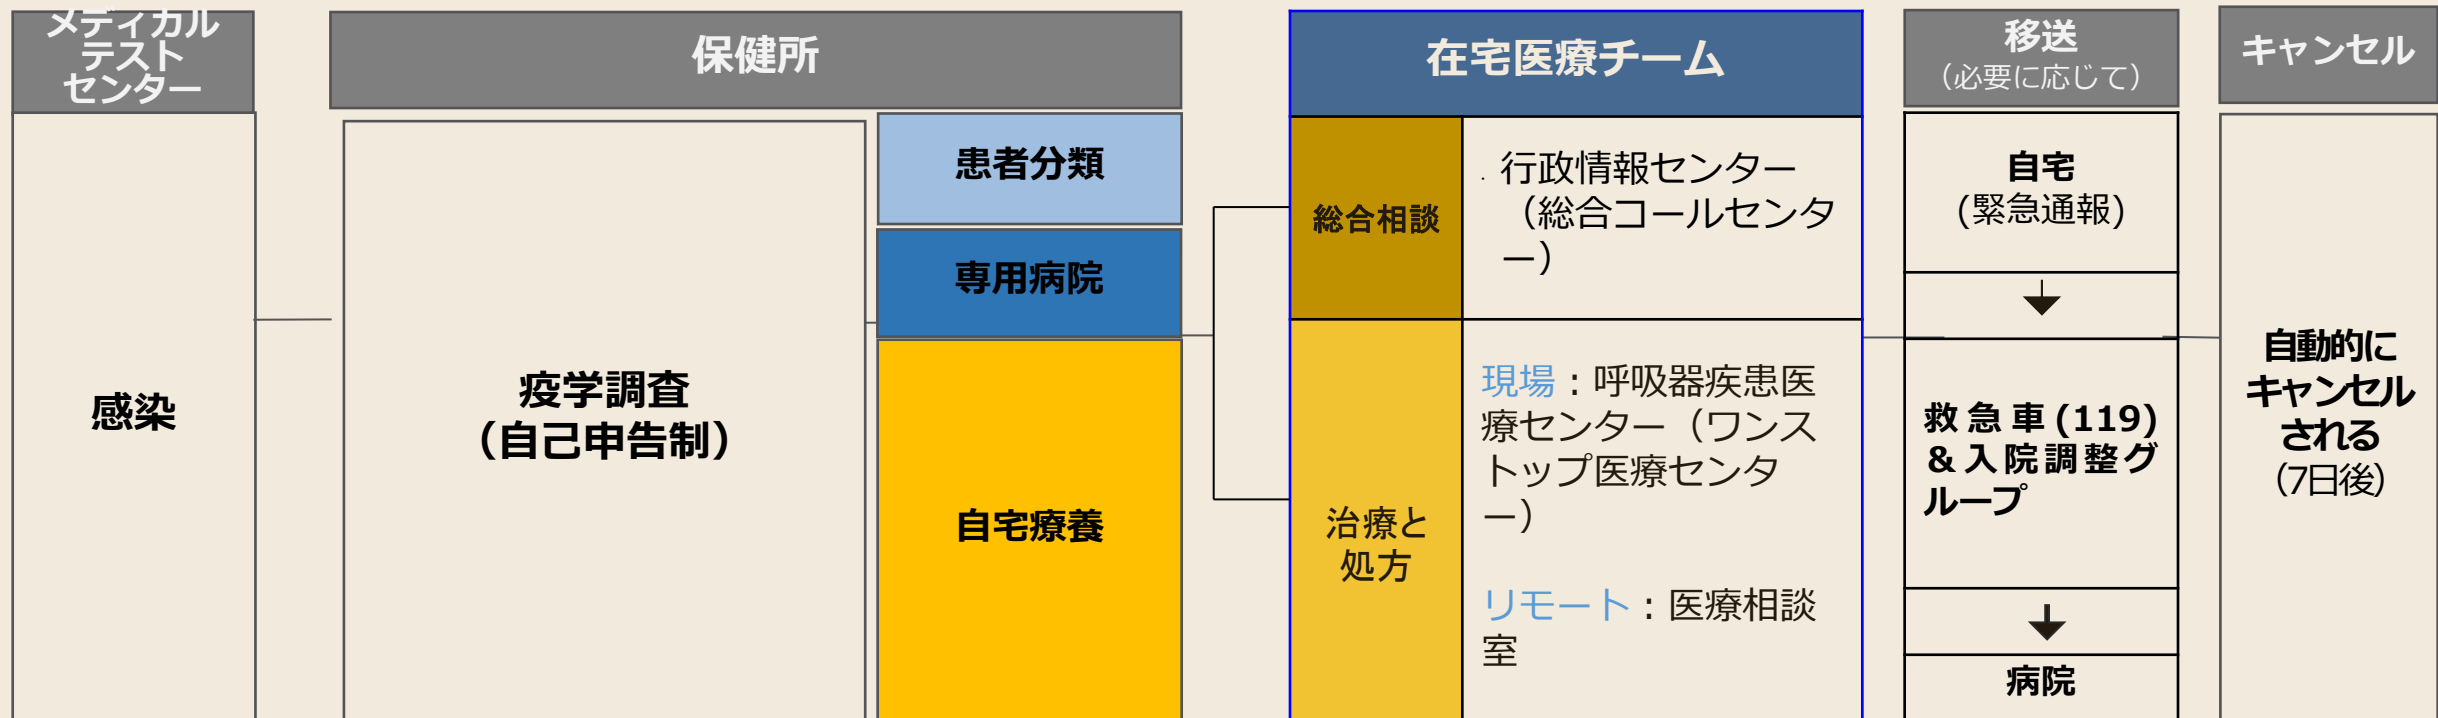 メディカル
テスト
センター
保健所
在宅医療チーム
移送
（必要に応じて）
キャンセル
感染
疫学調査
（自己申告制）
患者分類
専用病院
自宅療養
総合相談
. 行政情報センター
（総合コールセンタ
ー）
治療と
処方
現場：呼吸器疾患医
療センター（ワンス
トップ医療センタ
ー）
リモート：医療相談
室
自宅
(緊急通報)
救急車(119)
&入院調整グ
ループ
病院
自動的に
キャンセル
される
（7日後）